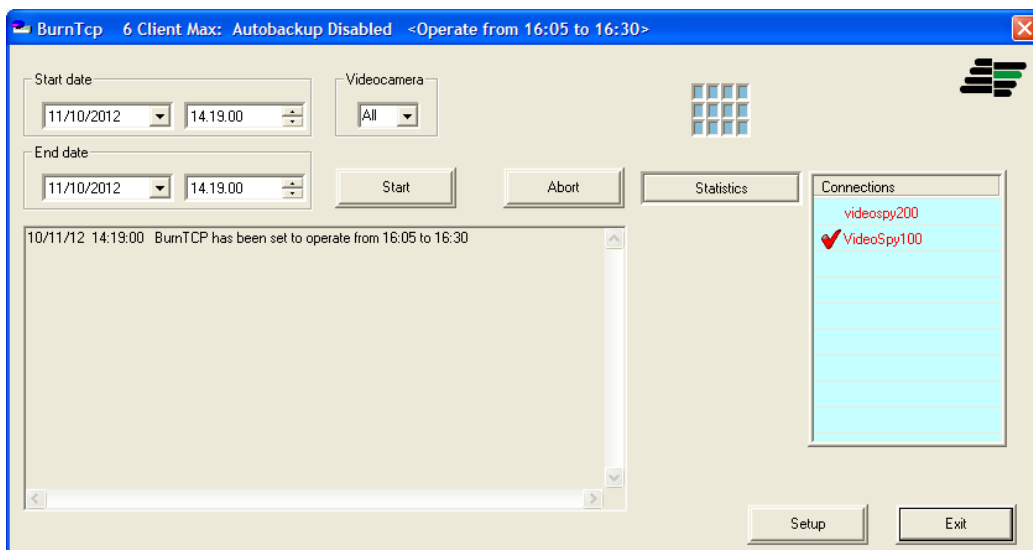 BurnTcp 6 Client Max: Autobackup Disabled <Operate from 16:05 to 16:30>
Start date
11/10/2012 14.19.00
Videocamera
All
End date
11/10/2012 14.19.00
Start
Abort
Statistics
Connections
videospy200
VideoSpy100
10/11/12 14:19:00 BurnTCP has been set to operate from 16:05 to 16:30
Setup
Exit